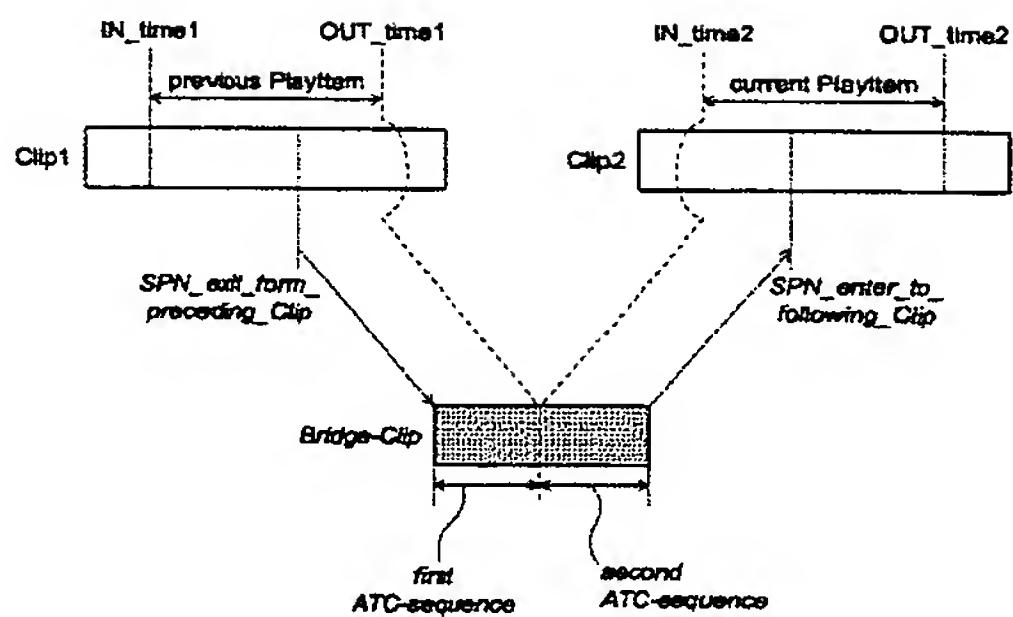 IN_time1
OUT_time1
IN_time2
OUT_time2
previous PlayItem
current PlayItem
Clip1
Clip2
SPN_exit_form_
preceding_Clip
SPN_enter_to_
following_Clip
Bridge-Clip
first
ATC-sequence
second
ATC-sequence